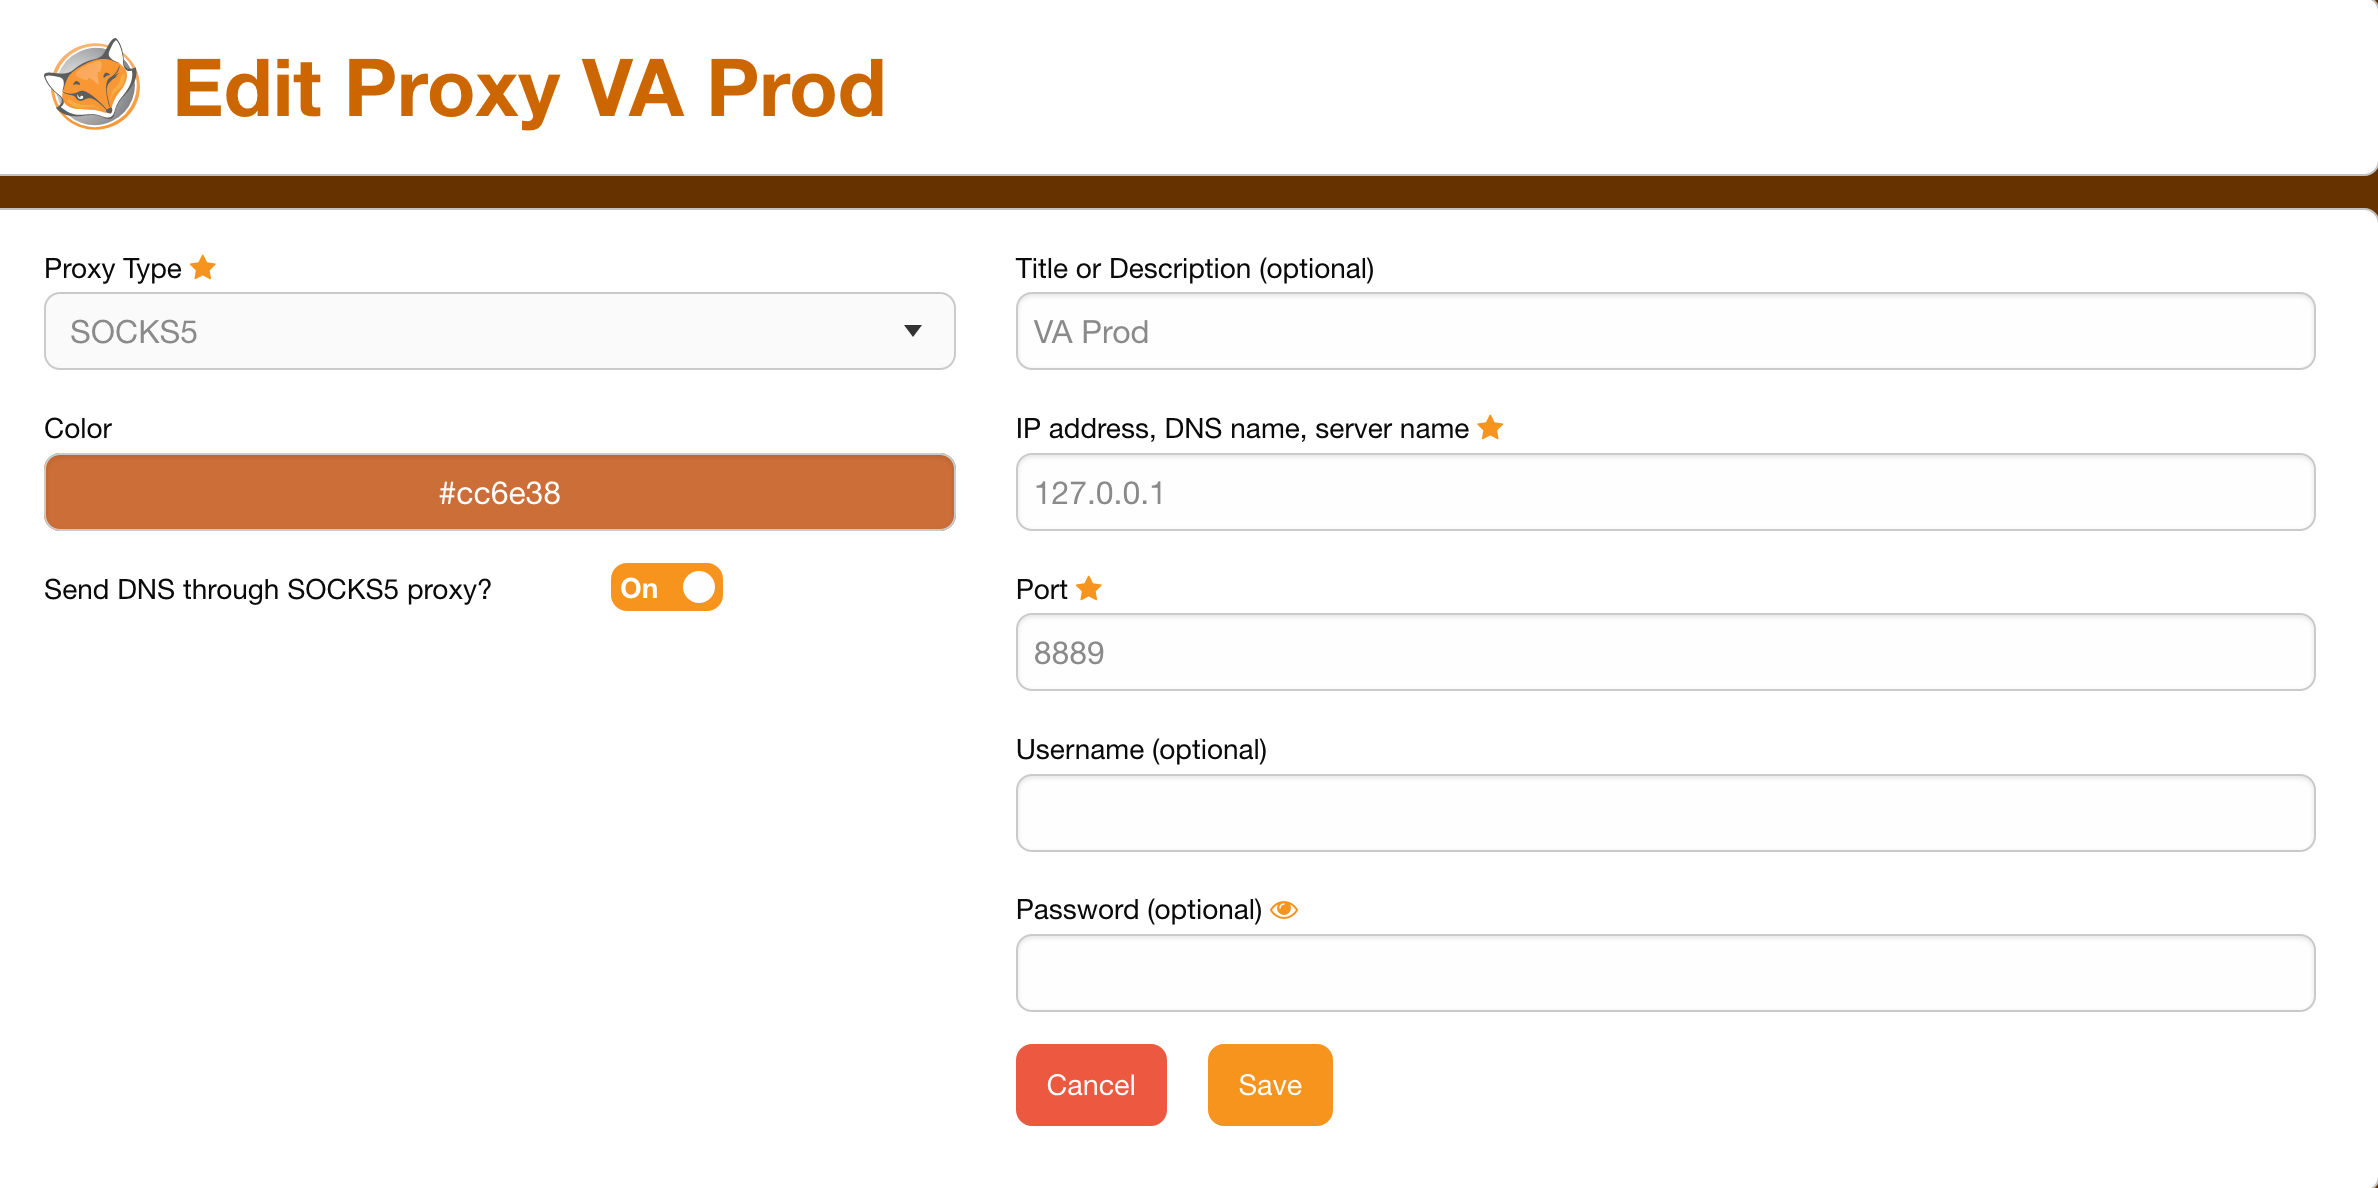 Edit Proxy VA Prod
Proxy Type
SOCKS5
Color
#cc6e38
Send DNS through SOCKS5 proxy?
On
Title or Description (optional)
VA Prod
IP address, DNS name, server name
127.0.0.1
Port
8889
Username (optional)
Password (optional)
Cancel
Save